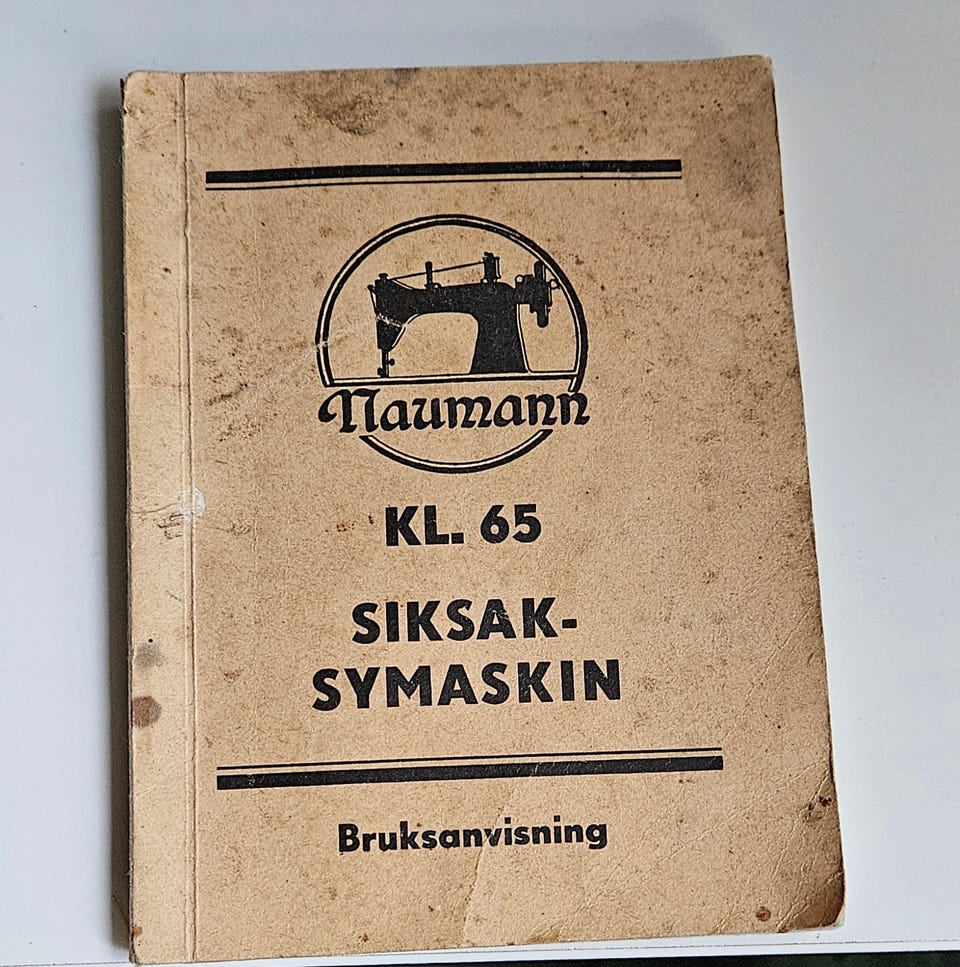 Naumann
KL. 65
SIKSAK-
SYMASKIN
Bruksanvisning